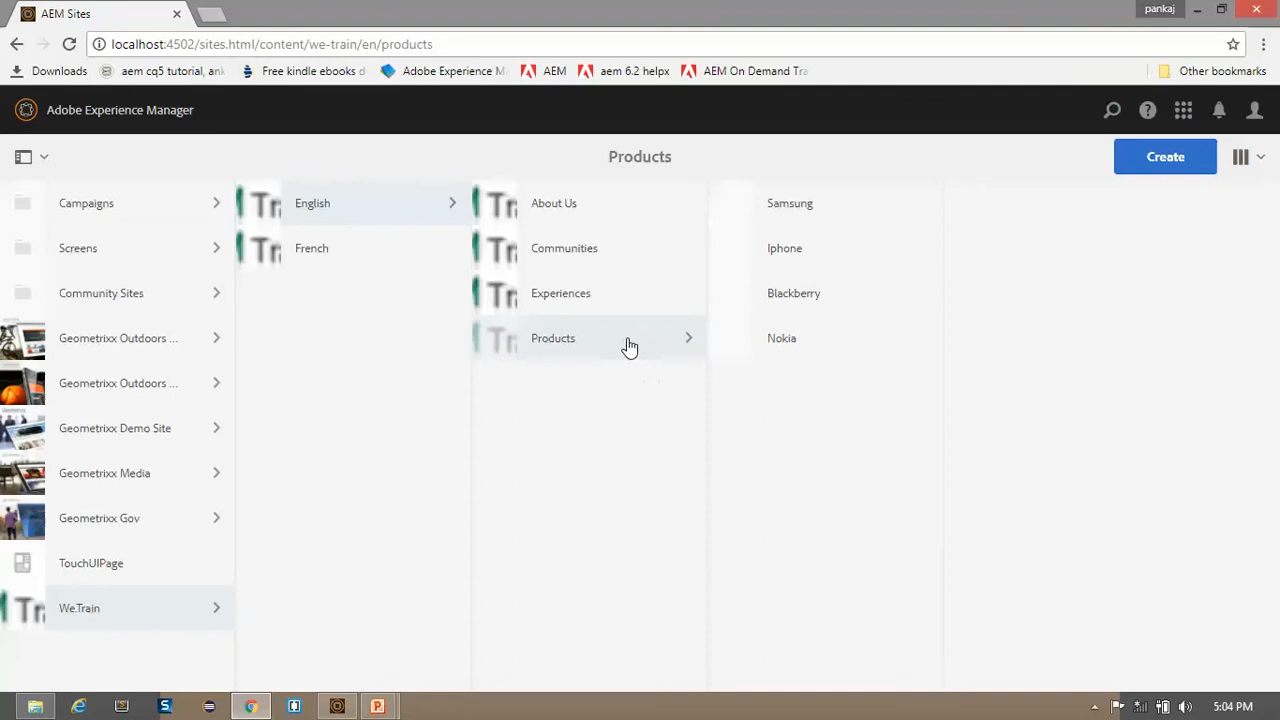 AEM Sites
pankaj
localhost:4502/sites.html/content/we-train/en/products
Downloads
aem cq5 tutorial, ank
Free kindle ebooks d
Adobe Experience M
AEM
aem 6.2 helpx
AEM On Demand Tra
Other bookmarks
Adobe Experience Manager
Products
Create
Campaigns
Screens
Community Sites
Geometrixx Outdoors ...
Geometrixx Outdoors ...
Geometrixx Demo Site
Geometrixx Media
Geometrixx Gov
TouchUIPage
We.Train
English
French
About Us
Communities
Experiences
Products
Samsung
Iphone
Blackberry
Nokia
5:04 PM